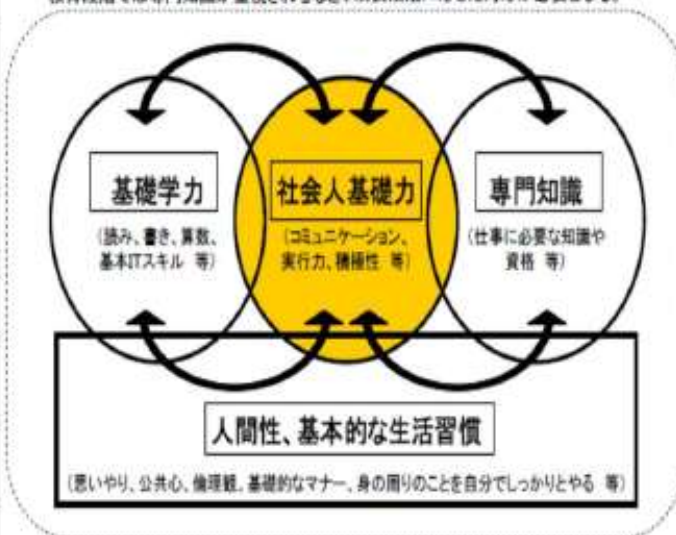 基礎学力
(読み、書き、算数、
基本ITスキル 等)
社会人基礎力
(コミュニケーション、
実行力、積極性 等)
専門知識
(仕事に必要な知識や
資格 等)
人間性、基本的な生活習慣
(思いやり、公共心、倫理観、基礎的なマナー、身の周りのことを自分でしっかりとやる 等)